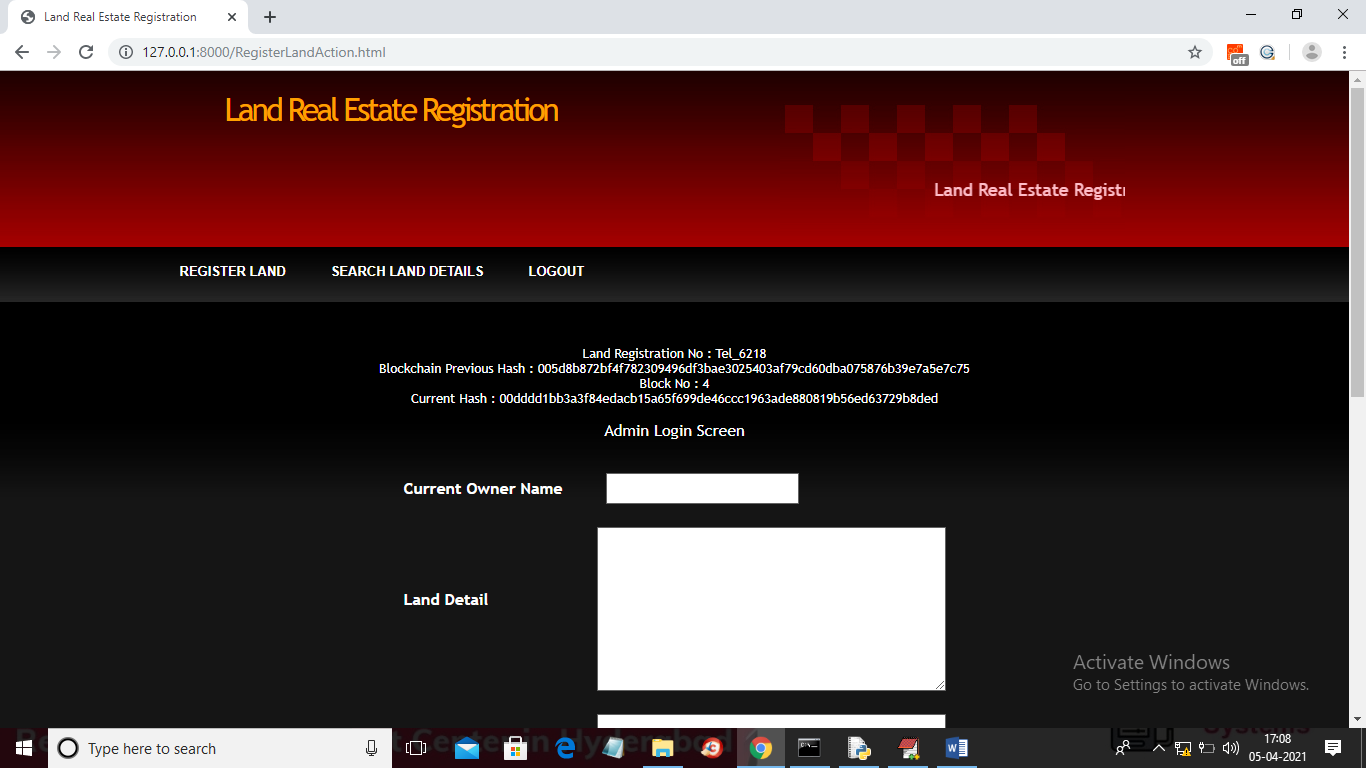 Land Real Estate Registration
127.0.0.1:8000/RegisterLandAction.html
off
Land Real Estate Registration
Land Real Estate Regist
REGISTER LAND SEARCH LAND DETAILS LOGOUT
Land Registration No : Tel_6218
Blockchain Previous Hash : 005d8b872bf4f782309496df3bae3025403af79cd60dba075876b39e7a5e7c75
Block No : 4
Current Hash : 00dddd1bb3a3f84edacb15a65f699de46ccc1963ade880819b56ed63729b8ded
Admin Login Screen
Current Owner Name
Land Detail
Activate Windows
Go to Settings to activate Windows.
Type here to search
17:08
05-04-2021